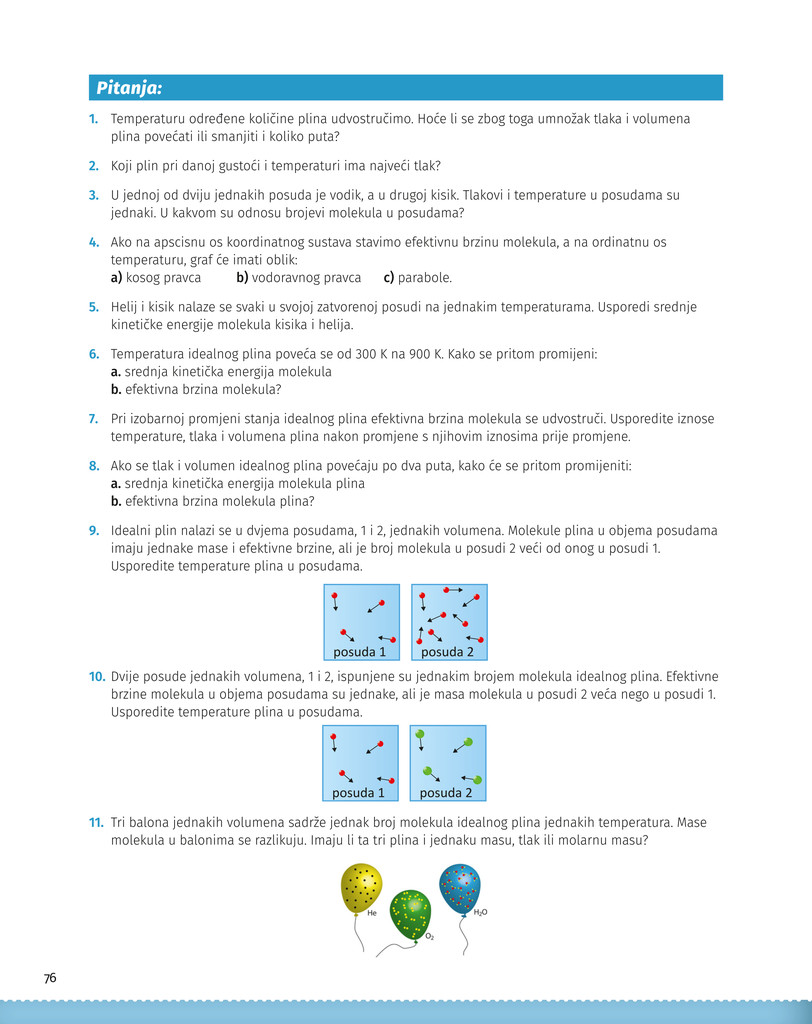 Pitanja:
1. Temperaturu određene količine plina udvostručimo. Hoće li se zbog toga umnožak tlaka i volumena
plina povećati ili smanjiti i koliko puta?
2. Koji plin pri danoj gustoći i temperaturi ima najveći tlak?
3. U jednoj od dviju jednakih posuda je vodik, a u drugoj kisik. Tlakovi i temperature u posudama su
jednaki. U kakvom su odnosu brojevi molekula u posudama?
4. Ako na apscisnu os koordinatnog sustava stavimo efektivnu brzinu molekula, a na ordinatnu os
temperaturu, graf će imati oblik:
a) kosog pravca b) vodoravnog pravca c) parabole.
5. Helij i kisik nalaze se svaki u svojoj zatvorenoj posudi na jednakim temperaturama. Usporedi srednje
kinetičke energije molekula kisika i helija.
6. Temperatura idealnog plina poveća se od 300 K na 900 K. Kako se pritom promijeni:
a. srednja kinetička energija molekula
b. efektivna brzina molekula?
7. Pri izobarnoj promjeni stanja idealnog plina efektivna brzina molekula se udvostruči. Usporedite iznose
temperature, tlaka i volumena plina nakon promjene s njihovim iznosima prije promjene.
8. Ako se tlak i volumen idealnog plina povećaju po dva puta, kako će se pritom promijeniti:
a. srednja kinetička energija molekula plina
b. efektivna brzina molekula plina?
9. Idealni plin nalazi se u dvjema posudama, 1 i 2, jednakih volumena. Molekule plina u objema posudama
imaju jednake mase i efektivne brzine, ali je broj molekula u posudi 2 veći od onog u posudi 1.
Usporedite temperature plina u posudama.
posuda 1 posuda 2
10. Dvije posude jednakih volumena, 1 i 2, ispunjene su jednakim brojem molekula idealnog plina. Efektivne
brzine molekula u objema posudama su jednake, ali je masa molekula u posudi 2 veća nego u posudi 1.
Usporedite temperature plina u posudama.
posuda 1 posuda 2
11. Tri balona jednakih volumena sadrže jednak broj molekula idealnog plina jednakih temperatura. Mase
molekula u balonima se razlikuju. Imaju li ta tri plina i jednaku masu, tlak ili molarnu masu?
He
H₂O
O₂
76